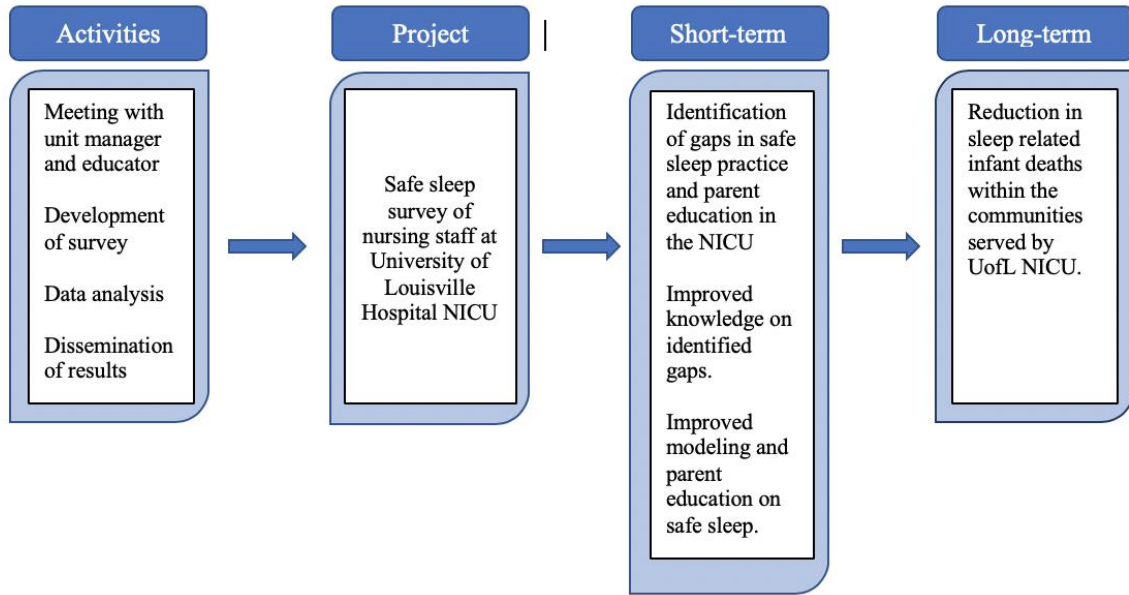 Activities
Meeting with
unit manager
and educator
Development
of survey
Data analysis
Dissemination
of results
Project
Safe sleep
survey of
nursing staff at
University of
Louisville
Hospital NICU
Short-term
Identification
of gaps in safe
sleep practice
and parent
education in
the NICU
Improved
knowledge on
identified
gaps.
Improved
modeling and
parent
education on
safe sleep.
Long-term
Reduction in
sleep related
infant deaths
within the
communities
served by
UofL NICU.